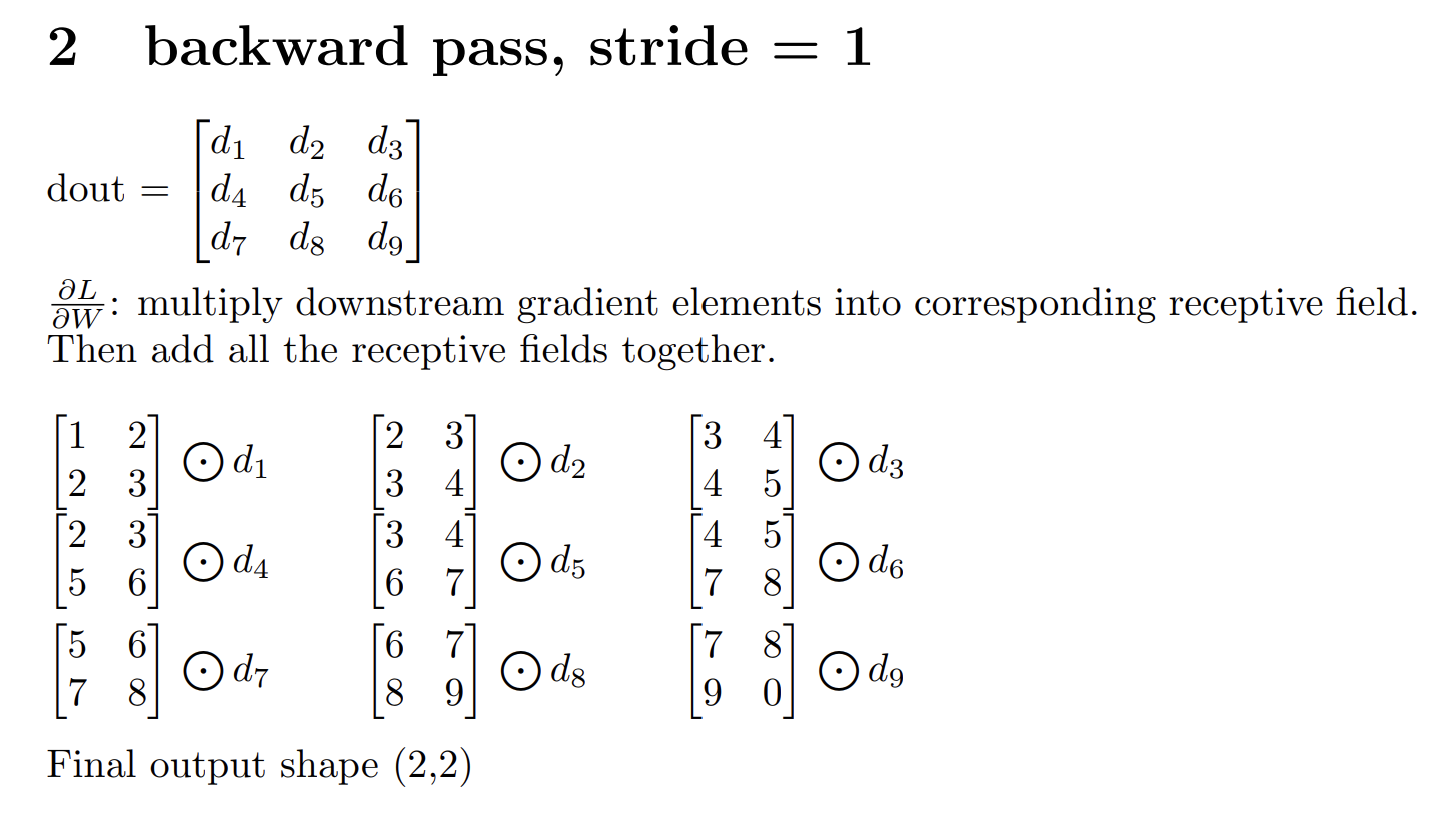 2 backward pass, stride = 1
dout = [d₁ d₂ d₃
d₄ d₅ d₆
d₇ d₈ d₉]
∂L/∂W: multiply downstream gradient elements into corresponding receptive field.
Then add all the receptive fields together.
[1 2; 2 3] ⊙ d₁ [2 3; 3 4] ⊙ d₂ [3 4; 4 5] ⊙ d₃
[2 3; 5 6] ⊙ d₄ [3 4; 6 7] ⊙ d₅ [4 5; 7 8] ⊙ d₆
[5 6; 7 8] ⊙ d₇ [6 7; 8 9] ⊙ d₈ [7 8; 9 0] ⊙ d₉
Final output shape (2,2)